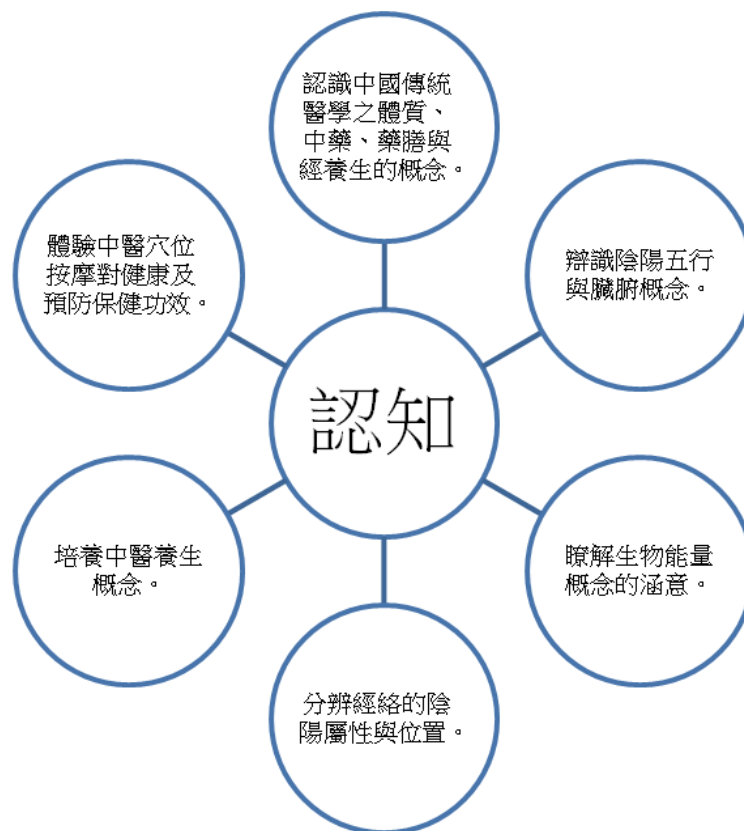 認識中國傳統
醫學之體質、
中藥、藥膳與
經養生的概念。
辯識陰陽五行
與臟腑概念。
瞭解生物能量
概念的涵意。
分辨經絡的陰
陽屬性與位置。
培養中醫養生
概念。
體驗中醫穴位
按摩對健康及
預防保健功效。
認知